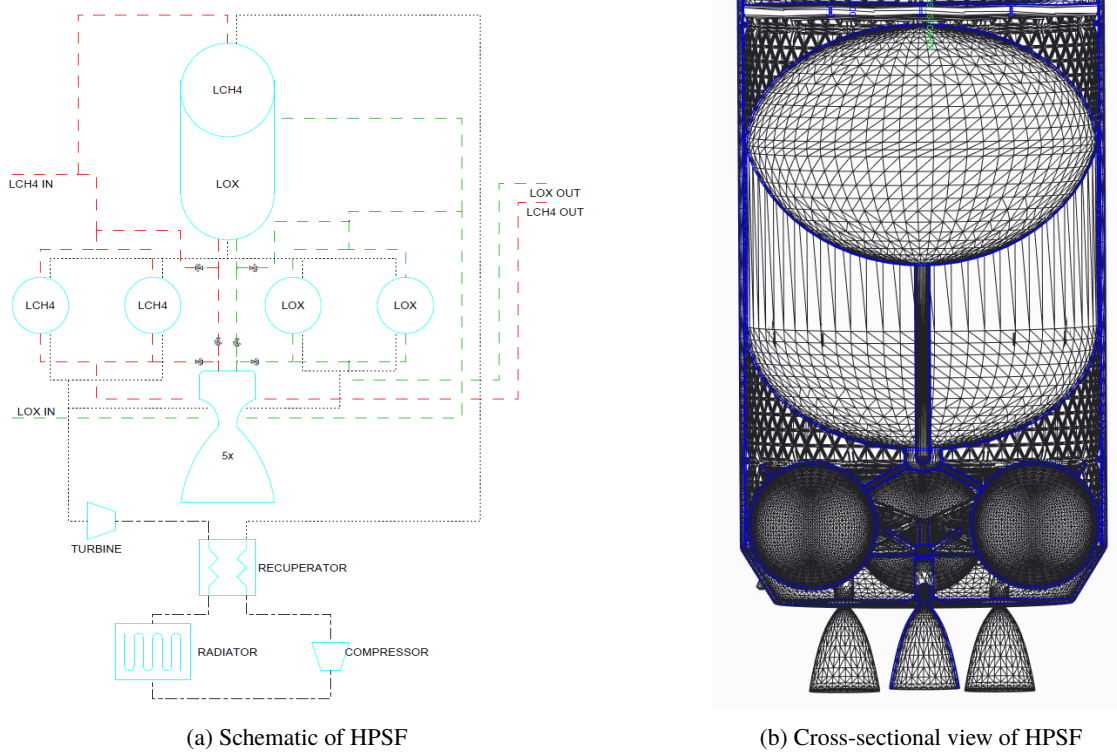 LCH4
LOX
LCH4 IN
LOX OUT
LCH4 OUT
LCH4
LCH4
LOX
LOX
LOX IN
5x
TURBINE
RECUPERATOR
RADIATOR
COMPRESSOR
(a) Schematic of HPSF
(b) Cross-sectional view of HPSF